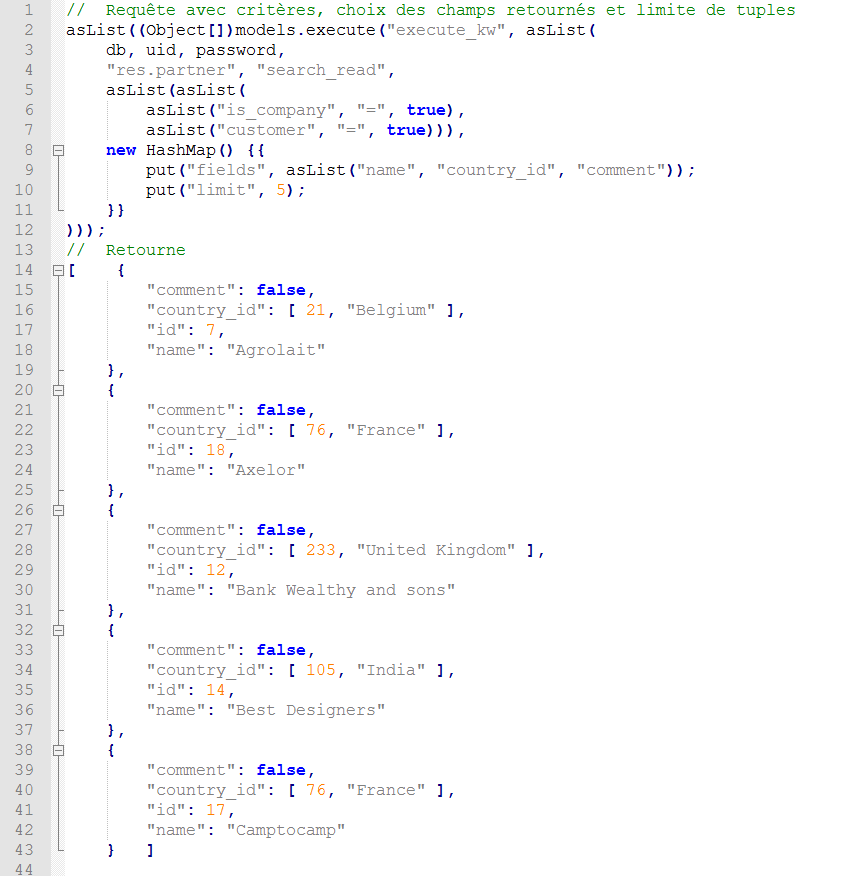 1 //  Requête avec critères, choix des champs retournés et limite de tuples
2 asList((Object[])models.execute("execute_kw", asList(
3     db, uid, password,
4     "res.partner", "search_read",
5     asList(asList(
6         asList("is_company", "=", true),
7         asList("customer", "=", true))),
8     new HashMap() {{
9         put("fields", asList("name", "country_id", "comment"));
10         put("limit", 5);
11     }}
12 )));
13 //  Retourne
14 [    {
15         "comment": false,
16         "country_id": [ 21, "Belgium" ],
17         "id": 7,
18         "name": "Agrolait"
19     },
20     {
21         "comment": false,
22         "country_id": [ 76, "France" ],
23         "id": 18,
24         "name": "Axelor"
25     },
26     {
27         "comment": false,
28         "country_id": [ 233, "United Kingdom" ],
29         "id": 12,
30         "name": "Bank Wealthy and sons"
31     },
32     {
33         "comment": false,
34         "country_id": [ 105, "India" ],
35         "id": 14,
36         "name": "Best Designers"
37     },
38     {
39         "comment": false,
40         "country_id": [ 76, "France" ],
41         "id": 17,
42         "name": "Camptocamp"
43     }   ]
44